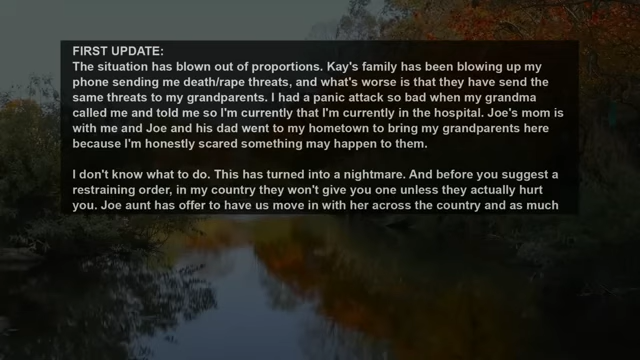 FIRST UPDATE:
The situation has blown out of proportions. Kay's family has been blowing up my
phone sending me death/rape threats, and what's worse is that they have send the
same threats to my grandparents. I had a panic attack so bad when my grandma
called me and told me so I'm currently that I'm currently in the hospital. Joe's mom is
with me and Joe and his dad went to my hometown to bring my grandparents here
because I'm honestly scared something may happen to them.
I don't know what to do. This has turned into a nightmare. And before you suggest a
restraining order, in my country they won't give you one unless they actually hurt
you. Joe aunt has offer to have us move in with her across the country and as much